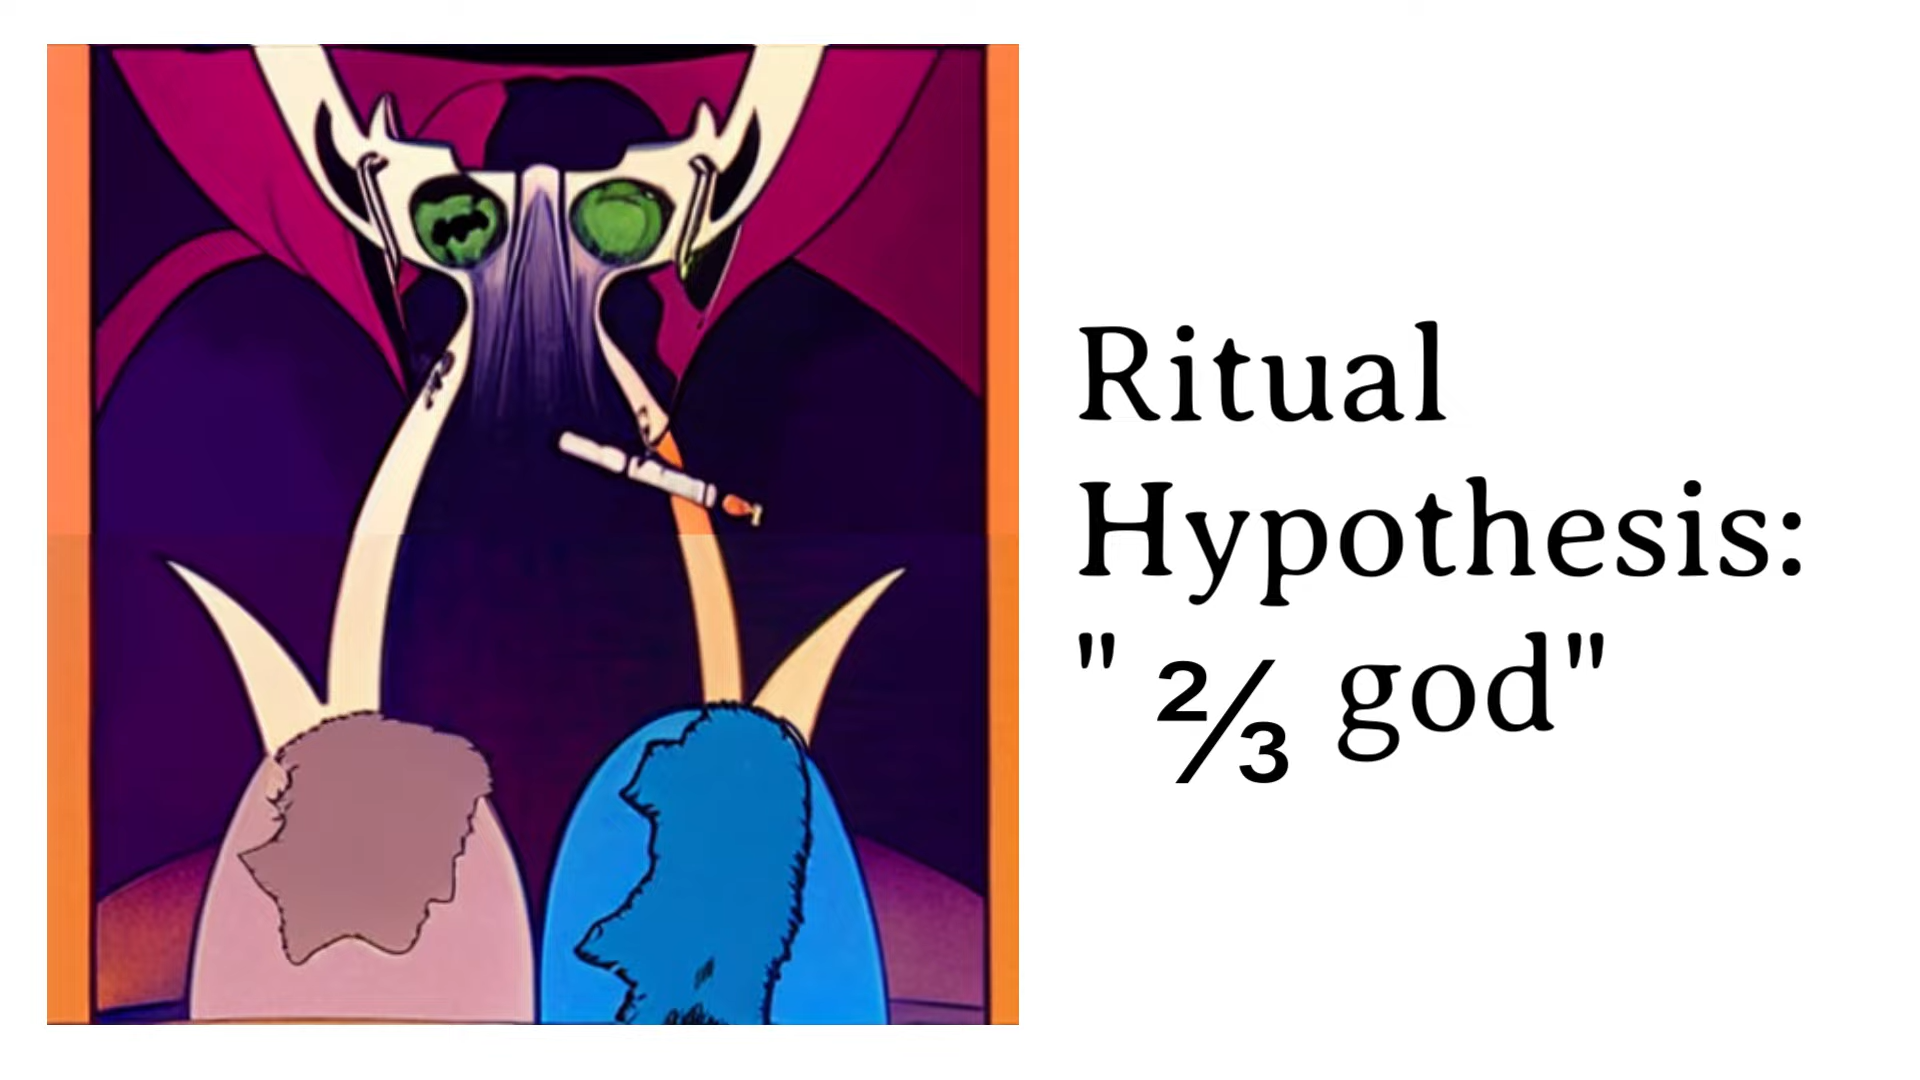 Ritual
Hypothesis:
" ⅔ god"